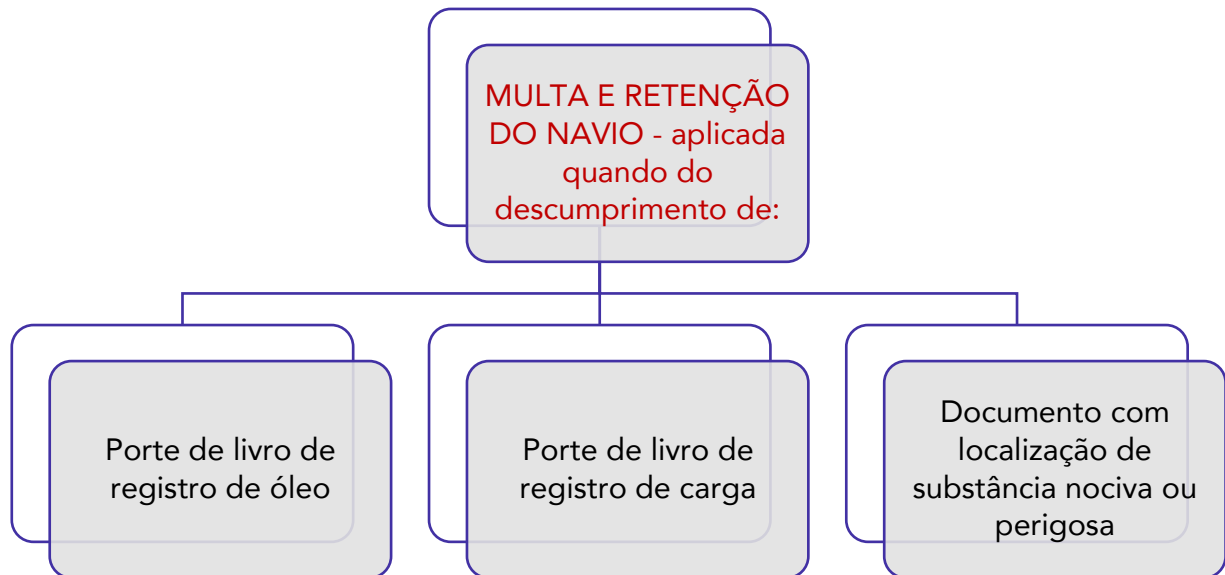 MULTA E RETENÇÃO
DO NAVIO - aplicada
quando do
descumprimento de:
Porte de livro de
registro de óleo
Porte de livro de
registro de carga
Documento com
localização de
substância nociva ou
perigosa